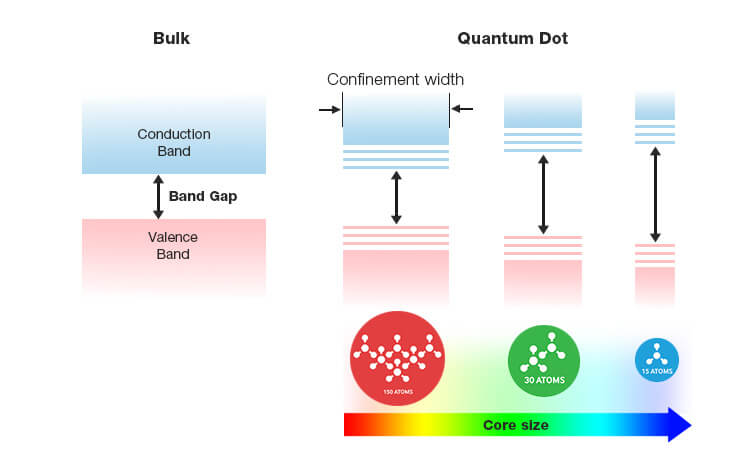 Bulk
Quantum Dot
Confinement width
Conduction
Band
Band Gap
Valence
Band
150 ATOMS
30 ATOMS
15 ATOMS
Core size